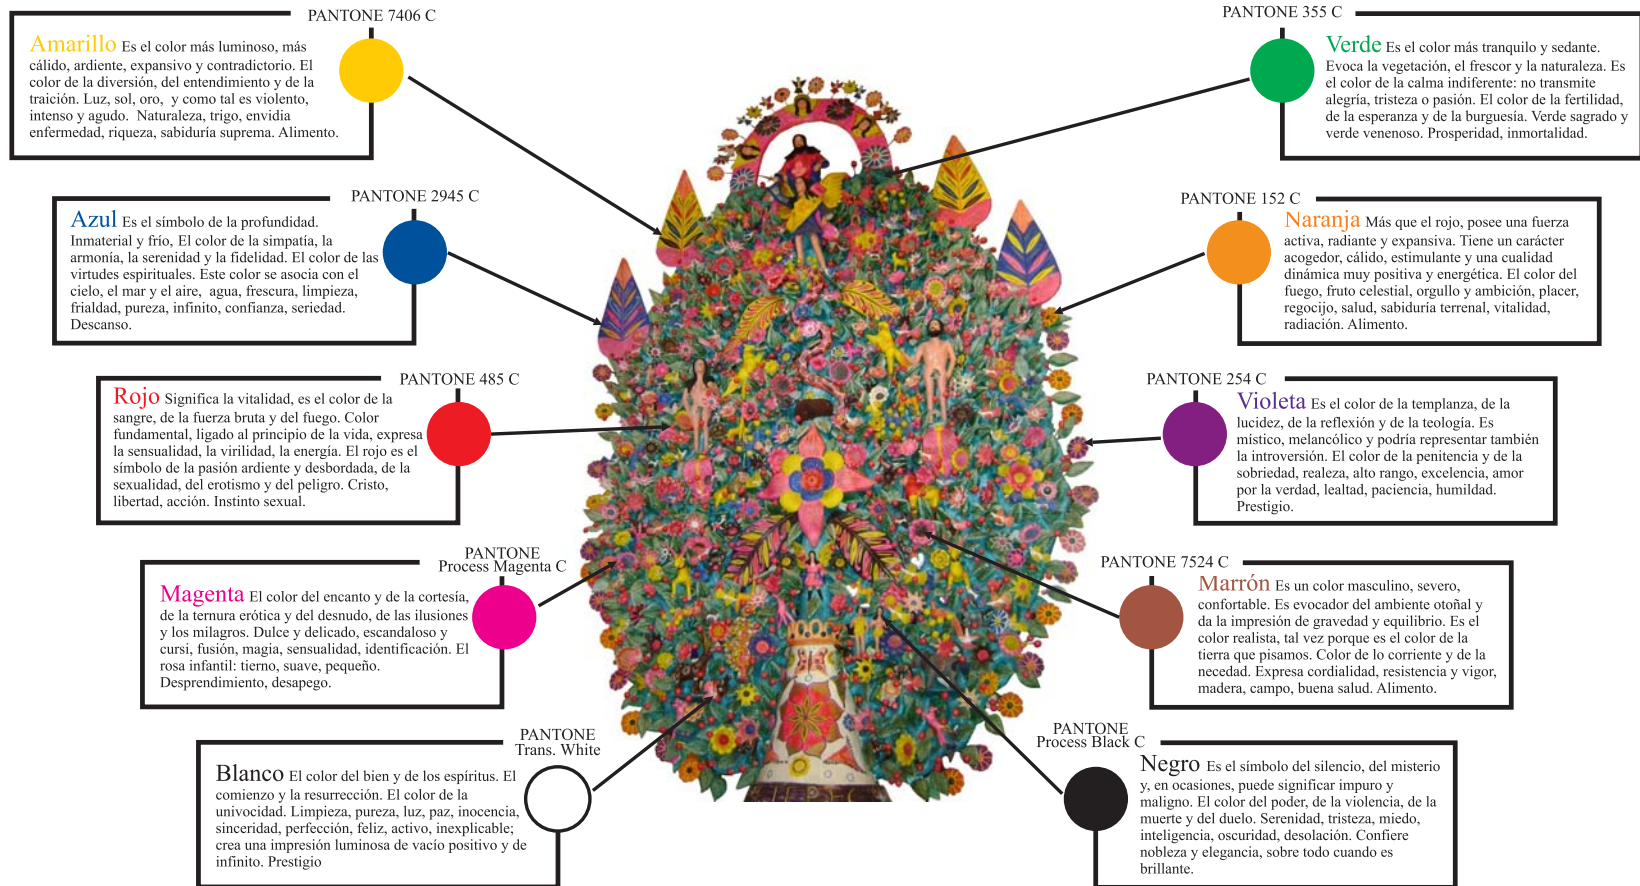 PANTONE 7406 C
Amarillo Es el color más luminoso, más
cálido, ardiente, expansivo y contradictorio. El
color de la diversión, del entendimiento y de la
traición. Luz, sol, oro,  y como tal es violento,
intenso y agudo.  Naturaleza, trigo, envidia
enfermedad, riqueza, sabiduría suprema. Alimento.
PANTONE 2945 C
Azul Es el símbolo de la profundidad.
Inmaterial y frío, El color de la simpatía, la
armonía, la serenidad y la fidelidad. El color de las
virtudes espirituales. Este color se asocia con el
cielo, el mar y el aire,  agua, frescura, limpieza,
frialdad, pureza, infinito, confianza, seriedad.
Descanso.
PANTONE 485 C
Rojo Significa la vitalidad, es el color de la
sangre, de la fuerza bruta y del fuego. Color
fundamental, ligado al principio de la vida, expresa
la sensualidad, la virilidad, la energía. El rojo es el
símbolo de la pasión ardiente y desbordada, de la
sexualidad, del erotismo y del peligro. Cristo,
libertad, acción. Instinto sexual.
PANTONE
Process Magenta C
Magenta El color del encanto y de la cortesía,
de la ternura erótica y del desnudo, de las ilusiones
y los milagros. Dulce y delicado, escandaloso y
cursi, fusión, magia, sensualidad, identificación. El
rosa infantil: tierno, suave, pequeño.
Desprendimiento, desapego.
PANTONE
Trans. White
Blanco El color del bien y de los espíritus. El
comienzo y la resurrección. El color de la
univocidad. Limpieza, pureza, luz, paz, inocencia,
sinceridad, perfección, feliz, activo, inexplicable;
crea una impresión luminosa de vacío positivo y de
infinito. Prestigio
PANTONE 355 C
Verde Es el color más tranquilo y sedante.
Evoca la vegetación, el frescor y la naturaleza. Es
el color de la calma indiferente: no transmite
alegría, tristeza o pasión. El color de la fertilidad,
de la esperanza y de la burguesía. Verde sagrado y
verde venenoso. Prosperidad, inmortalidad.
PANTONE 152 C
Naranja Más que el rojo, posee una fuerza
activa, radiante y expansiva. Tiene un carácter
acogedor, cálido, estimulante y una cualidad
dinámica muy positiva y energética. El color del
fuego, fruto celestial, orgullo y ambición, placer,
regocijo, salud, sabiduría terrenal, vitalidad,
radiación. Alimento.
PANTONE 254 C
Violeta Es el color de la templanza, de la
lucidez, de la reflexión y de la teología. Es
místico, melancólico y podría representar también
la introversión. El color de la penitencia y de la
sobriedad, realeza, alto rango, excelencia, amor
por la verdad, lealtad, paciencia, humildad.
Prestigio.
PANTONE 7524 C
Marrón Es un color masculino, severo,
confortable. Es evocador del ambiente otoñal y
da la impresión de gravedad y equilibrio. Es el
color realista, tal vez porque es el color de la
tierra que pisamos. Color de lo corriente y de la
necedad. Expresa cordialidad, resistencia y vigor,
madera, campo, buena salud. Alimento.
PANTONE
Process Black C
Negro Es el símbolo del silencio, del misterio
y, en ocasiones, puede significar impuro y
maligno. El color del poder, de la violencia, de la
muerte y del duelo. Serenidad, tristeza, miedo,
inteligencia, oscuridad, desolación. Confiere
nobleza y elegancia, sobre todo cuando es
brillante.